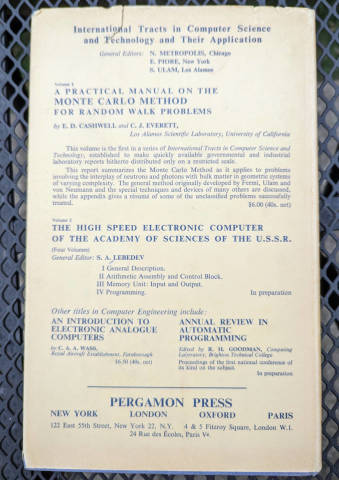 International Tracts in Computer Science
and Technology and Their Application
General Editors: N. METROPOLIS, Chicago
E. PIORE, New York
S. ULAM, Los Alamos
Volume 1
A PRACTICAL MANUAL ON THE
MONTE CARLO METHOD
FOR RANDOM WALK PROBLEMS
by E. D. CASHWELL and C. J. EVERETT,
Los Alamos Scientific Laboratory, University of California
This volume is the first in a series of International Tracts in Computer Science and
Technology, established to make quickly available governmental and industrial
laboratory reports hitherto distributed only on a restricted scale.
This report summarizes the Monte Carlo Method as it applies to problems
involving the interplay of neutrons and photons with bulk matter in geometric systems
of varying complexity. The general method originally developed by Fermi, Ulam and
von Neumann and the special techniques and devices of many others are discussed,
while the appendix gives a résumé of some of the unclassified problems successfully
treated.
$6.00 (40s. net)
Volume 2
THE HIGH SPEED ELECTRONIC COMPUTER
OF THE ACADEMY OF SCIENCES OF THE U.S.S.R.
(Four Volumes)
General Editor: S. A. LEBEDEV
I General Description.
II Arithmetic Assembly and Control Block.
III Memory Unit: Input and Output.
IV Programming.
In preparation
Other titles in Computer Engineering include:
AN INTRODUCTION TO
ELECTRONIC ANALOGUE
COMPUTERS
by C. A. A. WASS,
Royal Aircraft Establishment, Farnborough
$6.50 (40s. net)
ANNUAL REVIEW IN
AUTOMATIC
PROGRAMMING
Edited by R. H. GOODMAN, Computing
Laboratory, Brighton Technical College
Proceedings of the first national conference of
its kind on the subject.
In preparation
PERGAMON PRESS
NEW YORK LONDON OXFORD PARIS
122 East 55th Street, New York 22, N.Y. 4 & 5 Fitzroy Square, London W.1.
24 Rue des Écoles, Paris Ve.